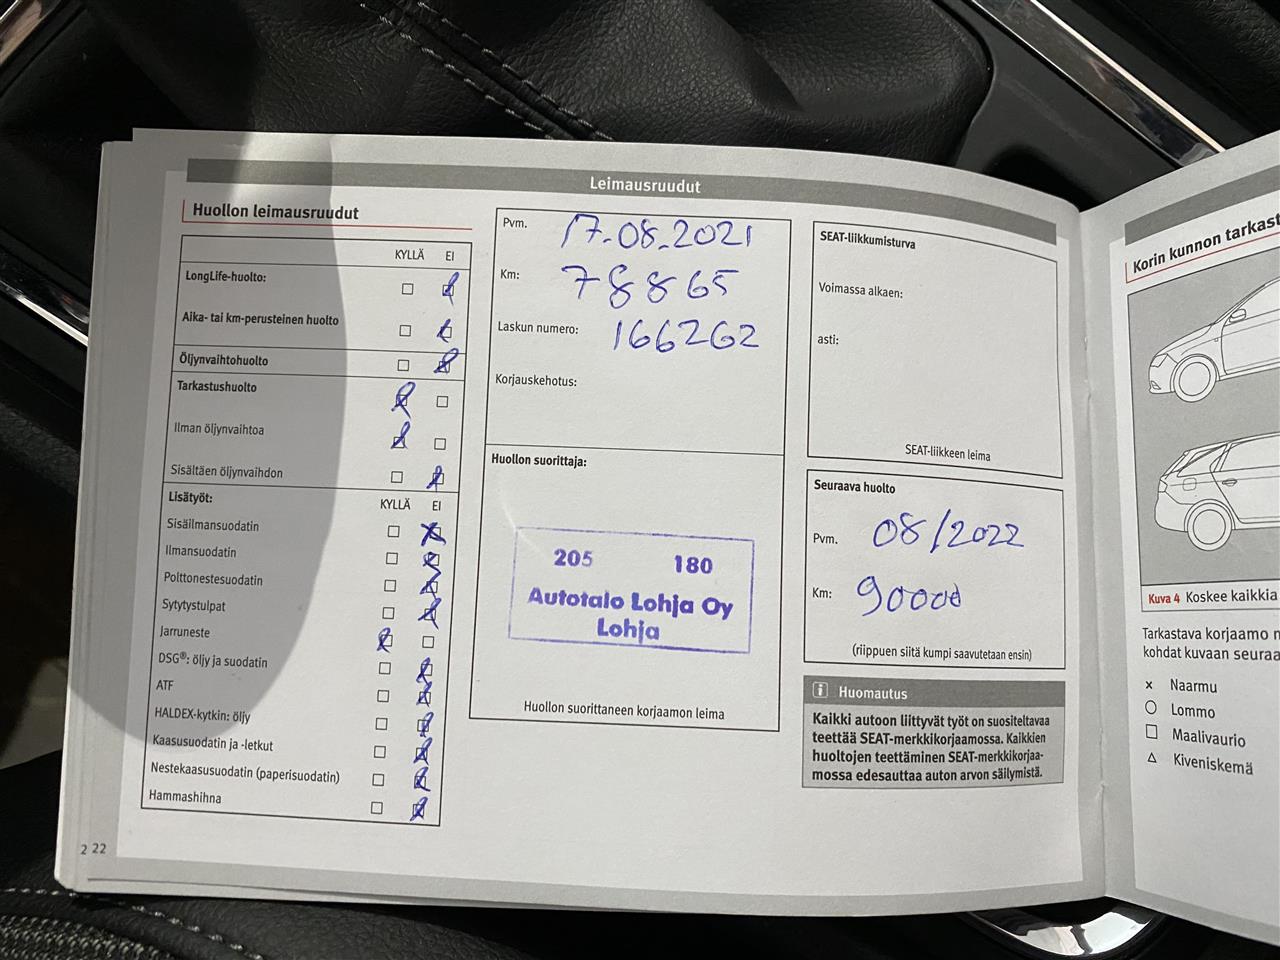 Leimausruudut
Huollon leimausruudut
KYLLÄ EI
LongLife-huolto:
Aika- tai km-perusteinen huolto
Öljynvaihtohuolto
Tarkastushuolto
Ilman öljynvaihtoa
Sisältäen öljynvaihdon
Lisätyöt: KYLLÄ EI
Sisäilmansuodatin
Ilmansuodatin
Polttonestesuodatin
Sytytystulpat
Jarruneste
DSG®: öljy ja suodatin
ATF
HALDEX-kytkin: öljy
Kaasusuodatin ja -letkut
Nestekaasusuodatin (paperisuodatin)
Hammashihna
2 22
Pvm. 17.08.2021
Km: 78865
Laskun numero: 166262
Korjauskehotus:
Huollon suorittaja:
205 180
Autotalo Lohja Oy
Lohja
Huollon suorittaneen korjaamon leima
SEAT-liikkumisturva
Voimassa alkaen:
asti:
SEAT-liikkeen leima
Seuraava huolto
Pvm. 08/2022
Km: 90000
(riippuen siitä kumpi saavutetaan ensin)
i Huomautus
Kaikki autoon liittyvät työt on suositeltavaa
teettää SEAT-merkkikorjaamossa. Kaikkien
huoltojen teettäminen SEAT-merkkikorjaa-
mossa edesauttaa auton arvon säilymistä.
Korin kunnon tarkast
Kuva 4 Koskee kaikkia
Tarkastava korjaamo
kohdat kuvaan seuraa
x Naarmu
Lommo
Maalivaurio
Kiveniskemä